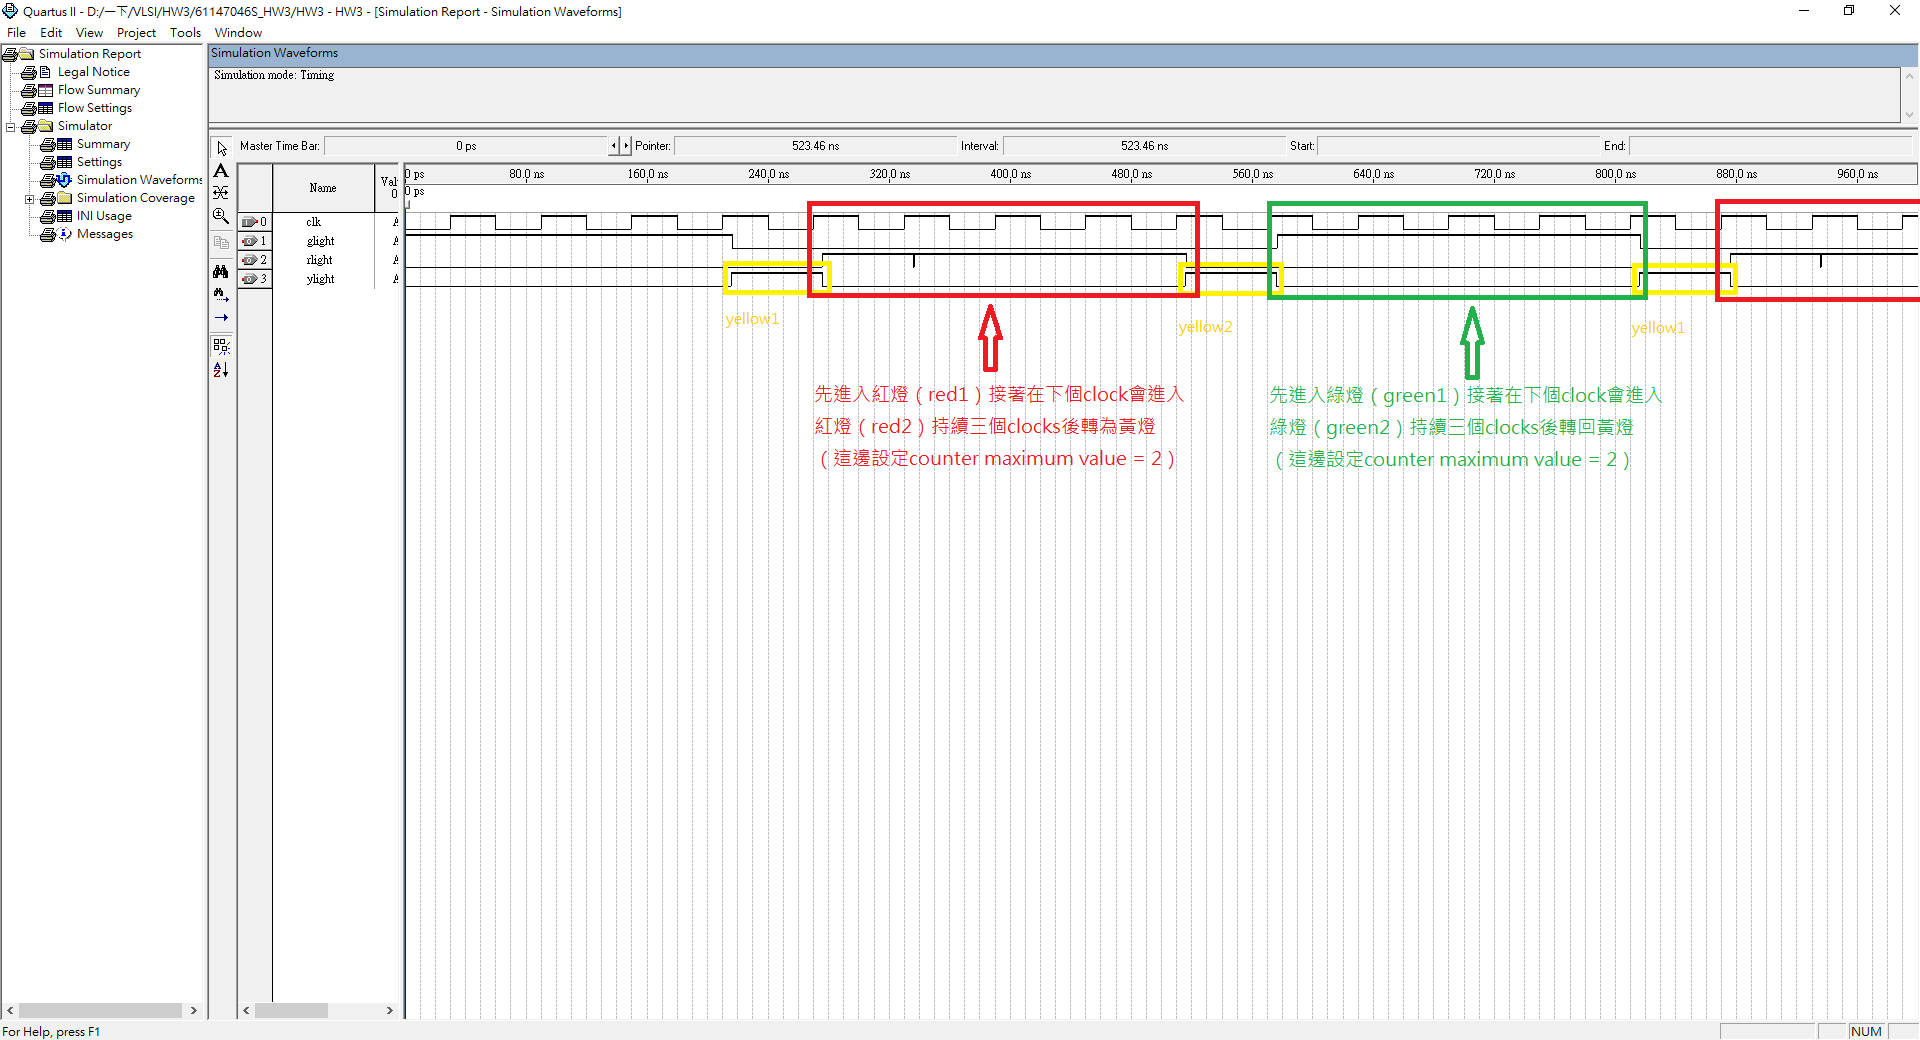 Quartus II - D:/一下/VLSI/HW3/61147046S_HW3/HW3 - HW3 - [Simulation Report - Simulation Waveforms]
File Edit View Project Tools Window
Simulation Report
Legal Notice
Flow Summary
Flow Settings
Simulator
Summary
Settings
Simulation Waveforms
Simulation Coverage
INI Usage
Messages
Simulation Waveforms
Simulation mode: Timing
Master Time Bar: 0 ps Pointer: 523.46 ns Interval: 523.46 ns Start: End:
Name
Val
0
0 ps 80.0 ns 160.0 ns 240.0 ns 320.0 ns 400.0 ns 480.0 ns 560.0 ns 640.0 ns 720.0 ns 800.0 ns 880.0 ns 960.0 ns
0 ps
0 clk A
1 glight A
2 rlight A
3 ylight A
yellow1
yellow2
yellow1
先進入紅燈（red1）接著在下個clock會進入
紅燈（red2）持續三個clocks後轉為黃燈
（這邊設定counter maximum value = 2）
先進入綠燈（green1）接著在下個clock會進入
綠燈（green2）持續三個clocks後轉回黃燈
（這邊設定counter maximum value = 2）
For Help, press F1
NUM